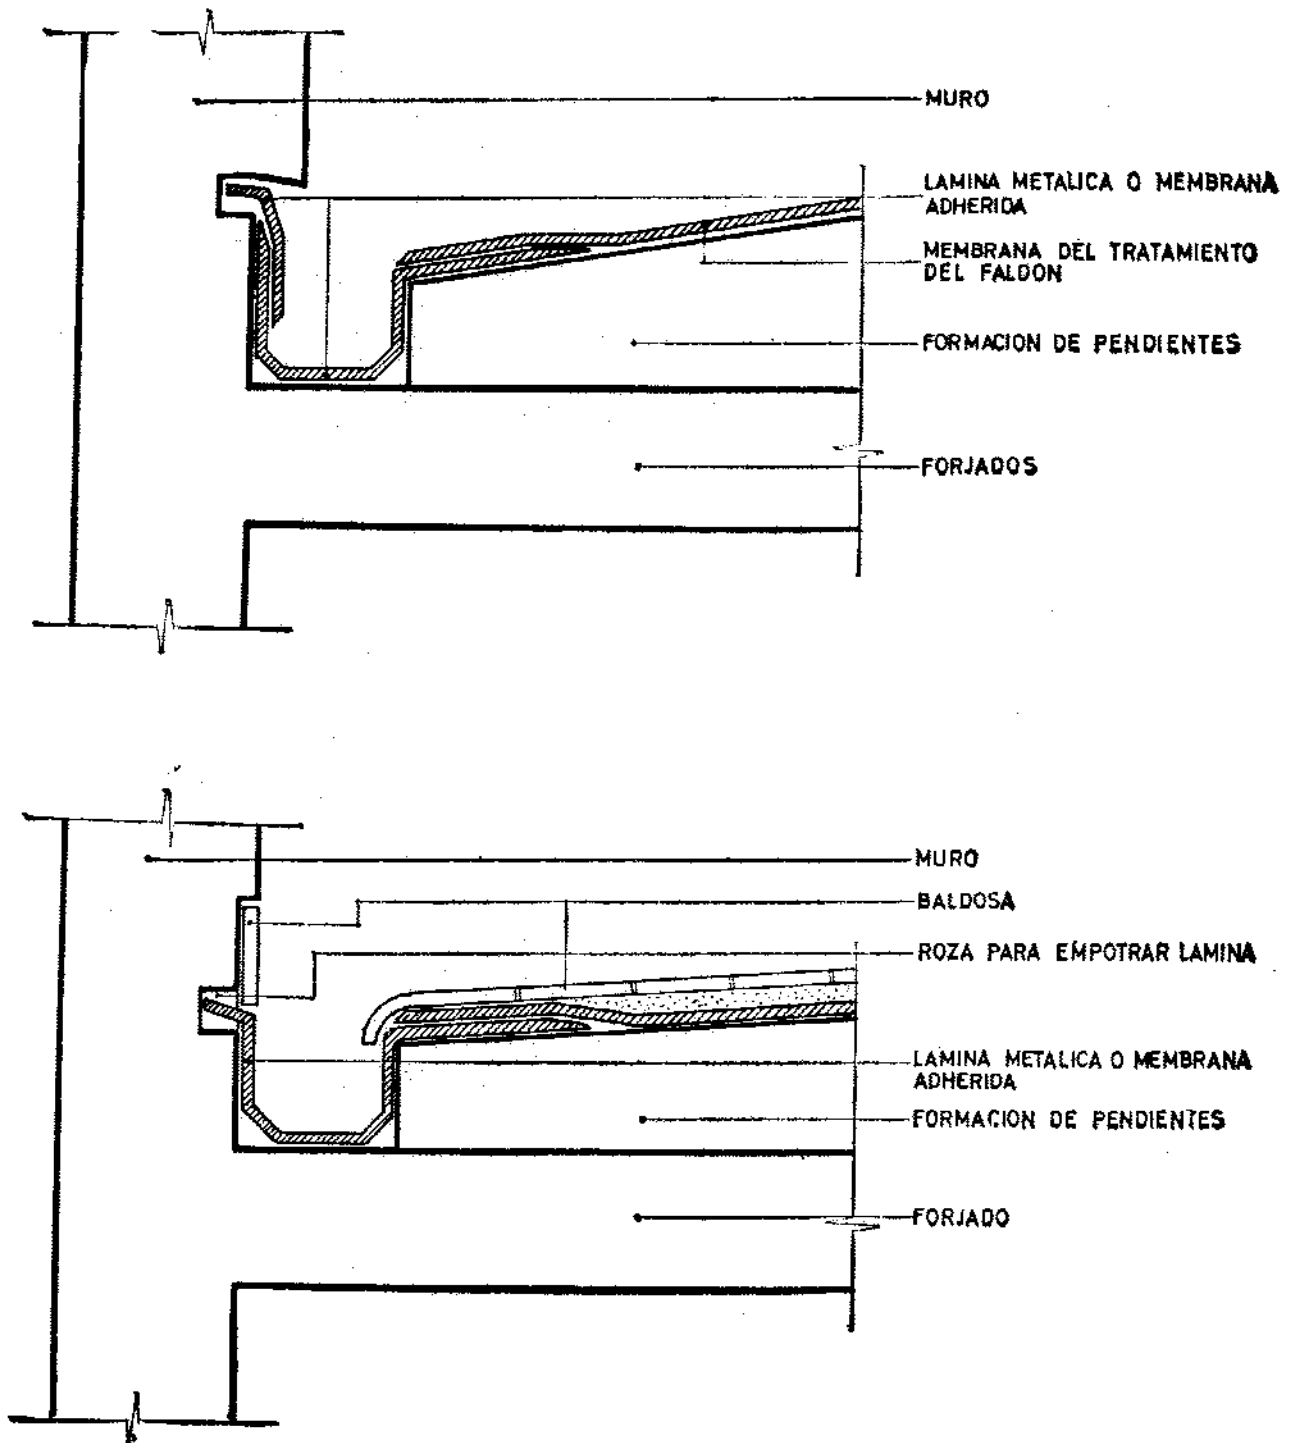 MURO
LAMINA METALICA O MEMBRANA
ADHERIDA
MEMBRANA DEL TRATAMIENTO
DEL FALDON
FORMACION DE PENDIENTES
FORJADOS
MURO
BALDOSA
ROZA PARA EMPOTRAR LAMINA
LAMINA METALICA O MEMBRANA
ADHERIDA
FORMACION DE PENDIENTES
FORJADO